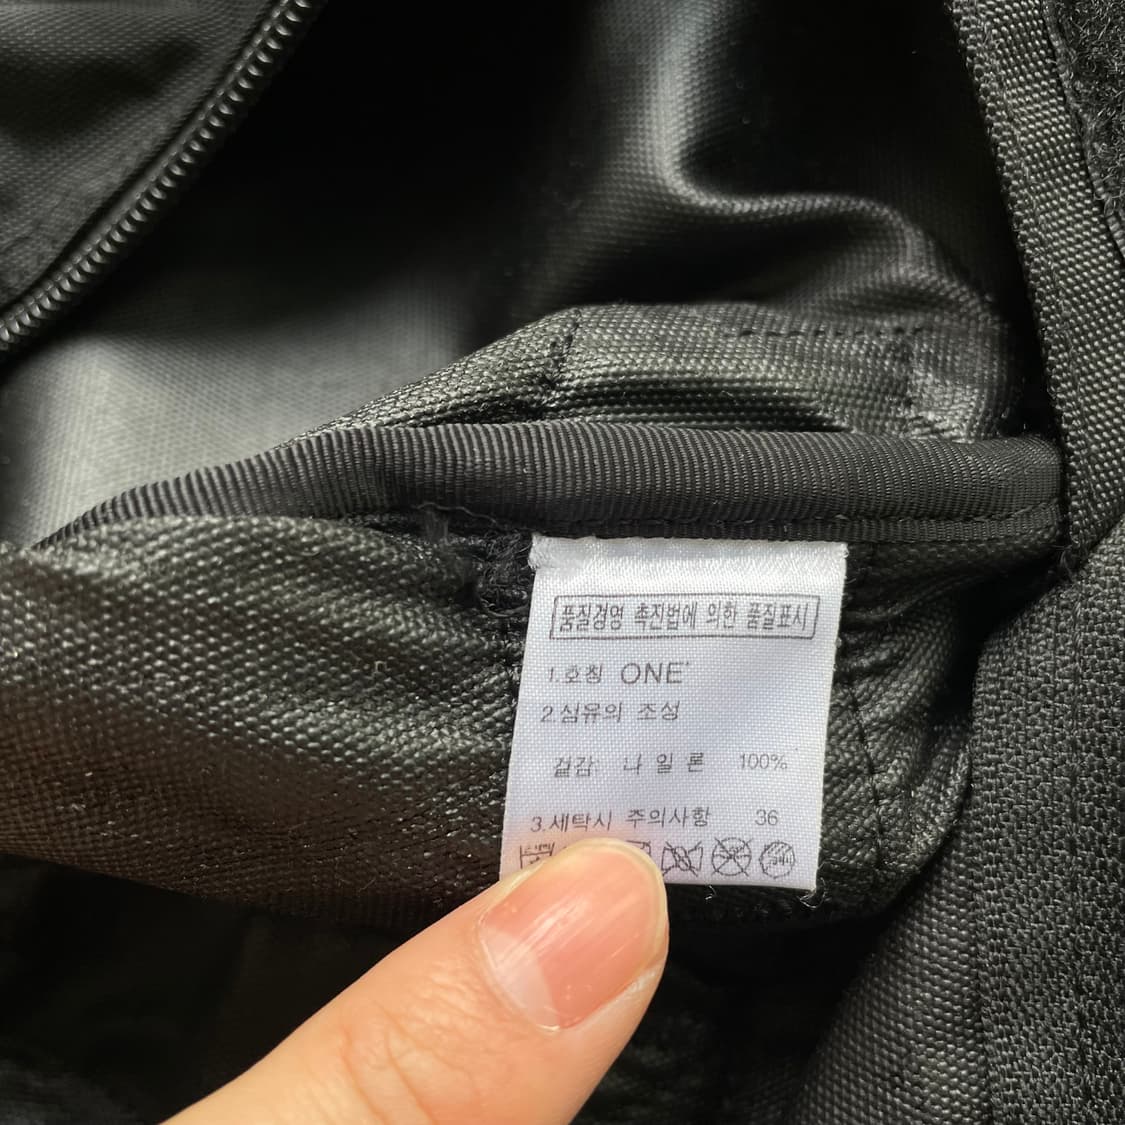 품질경영 촉진법에 의한 품질표시
1.호칭 ONE'
2.섬유의 조성
겉감: 나 일 론 100%
3.세탁시 주의사항 36